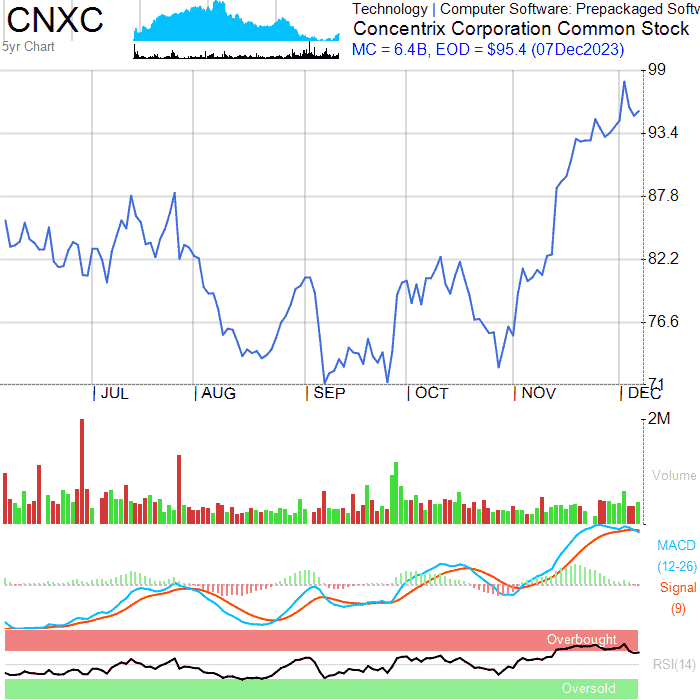 CNXC
5yr Chart
Technology | Computer Software: Prepackaged Softw
Concentrix Corporation Common Stock
MC = 6.4B, EOD = $95.4 (07Dec2023)
99
93.4
87.8
82.2
76.6
71
JUL AUG SEP OCT NOV DEC
2M
Volume
MACD
(12-26)
Signal
(9)
Overbought
RSI(14)
Oversold